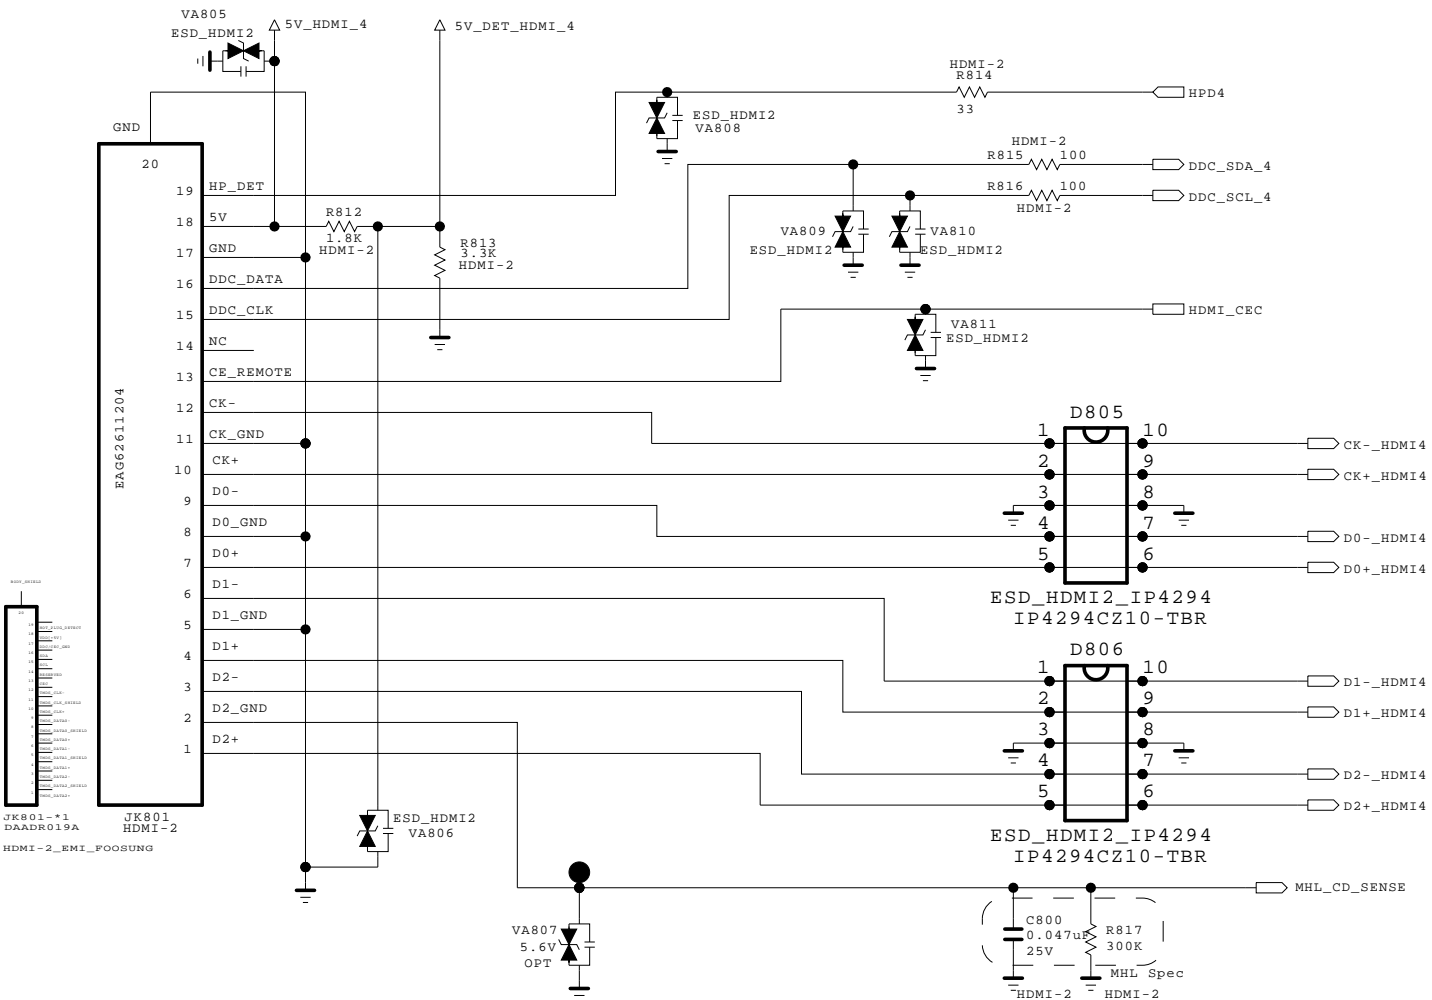 VA805
ESD_HDMI2
5V_HDMI_4
5V_DET_HDMI_4
HDMI-2
R814
33
HPD4
ESD_HDMI2
VA808
GND
20
HDMI-2
R815
100
DDC_SDA_4
R816
100
DDC_SCL_4
HDMI-2
19
HP_DET
18
5V
R812
1.8K
HDMI-2
R813
3.3K
HDMI-2
VA809
ESD_HDMI2
VA810
ESD_HDMI2
17
GND
16
DDC_DATA
15
DDC_CLK
HDMI_CEC
VA811
ESD_HDMI2
14
NC
13
CE_REMOTE
EAG62611204
12
CK-
11
CK_GND
10
CK+
9
D0-
8
D0_GND
7
D0+
6
D1-
5
D1_GND
4
D1+
3
D2-
2
D2_GND
1
D2+
D805
1
10
CK-_HDMI4
2
9
CK+_HDMI4
3
8
4
7
D0-_HDMI4
5
6
D0+_HDMI4
ESD_HDMI2_IP4294
IP4294CZ10-TBR
D806
1
10
D1-_HDMI4
2
9
D1+_HDMI4
3
8
4
7
D2-_HDMI4
5
6
D2+_HDMI4
ESD_HDMI2_IP4294
IP4294CZ10-TBR
BODY_SHIELD
20
JK801-*1
DAADR019A
HDMI-2_EMI_FOOSUNG
JK801
HDMI-2
ESD_HDMI2
VA806
MHL_CD_SENSE
VA807
5.6V
OPT
C800
0.047uF
25V
R817
300K
MHL Spec
HDMI-2
HDMI-2